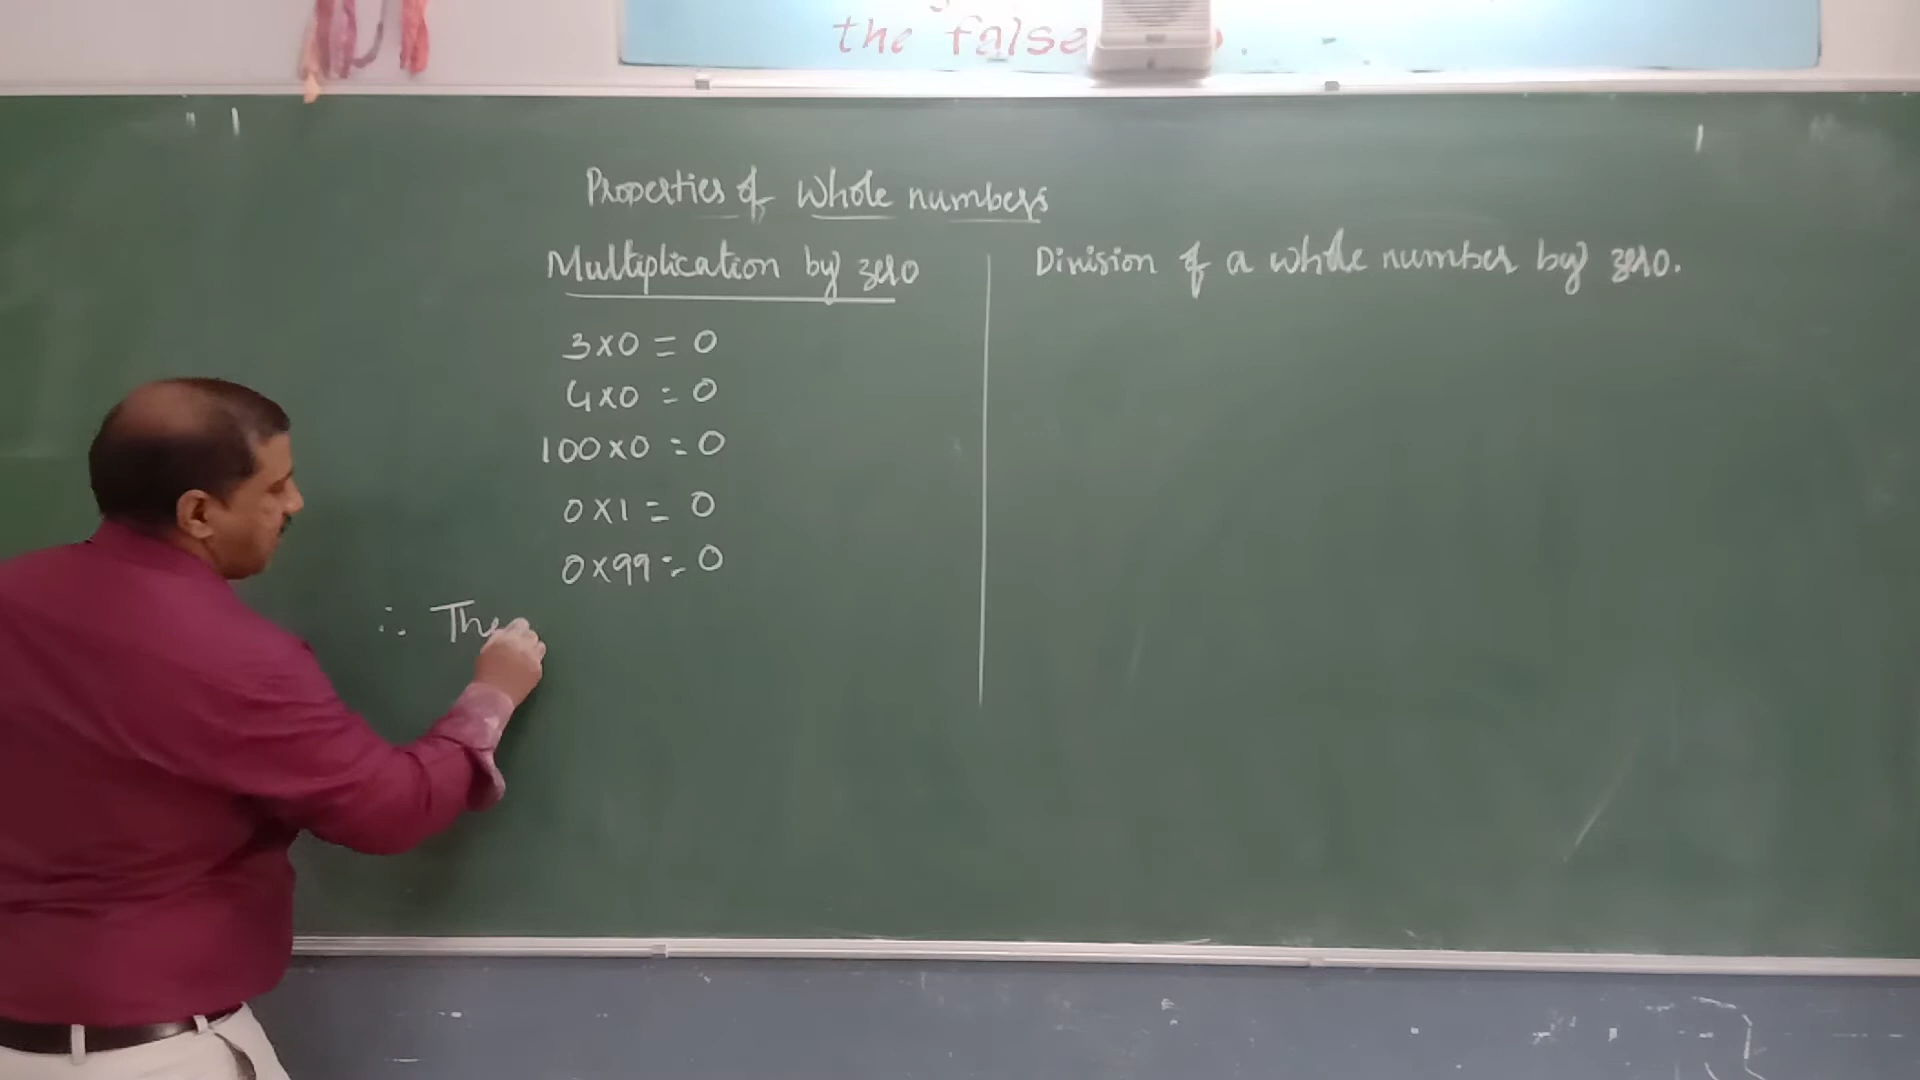 the false
Properties of Whole numbers
Multiplication by zero
3×0 = 0
4×0 = 0
100×0 = 0
0×1 = 0
0×99 = 0
∴ The
Division of a whole number by zero.